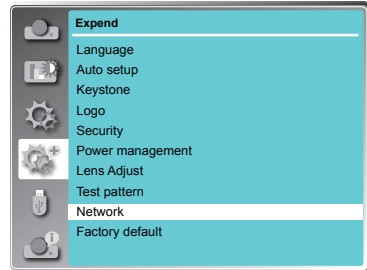 Expend
Language
Auto setup
Keystone
Logo
Security
Power management
Lens Adjust
Test pattern
Network
Factory default